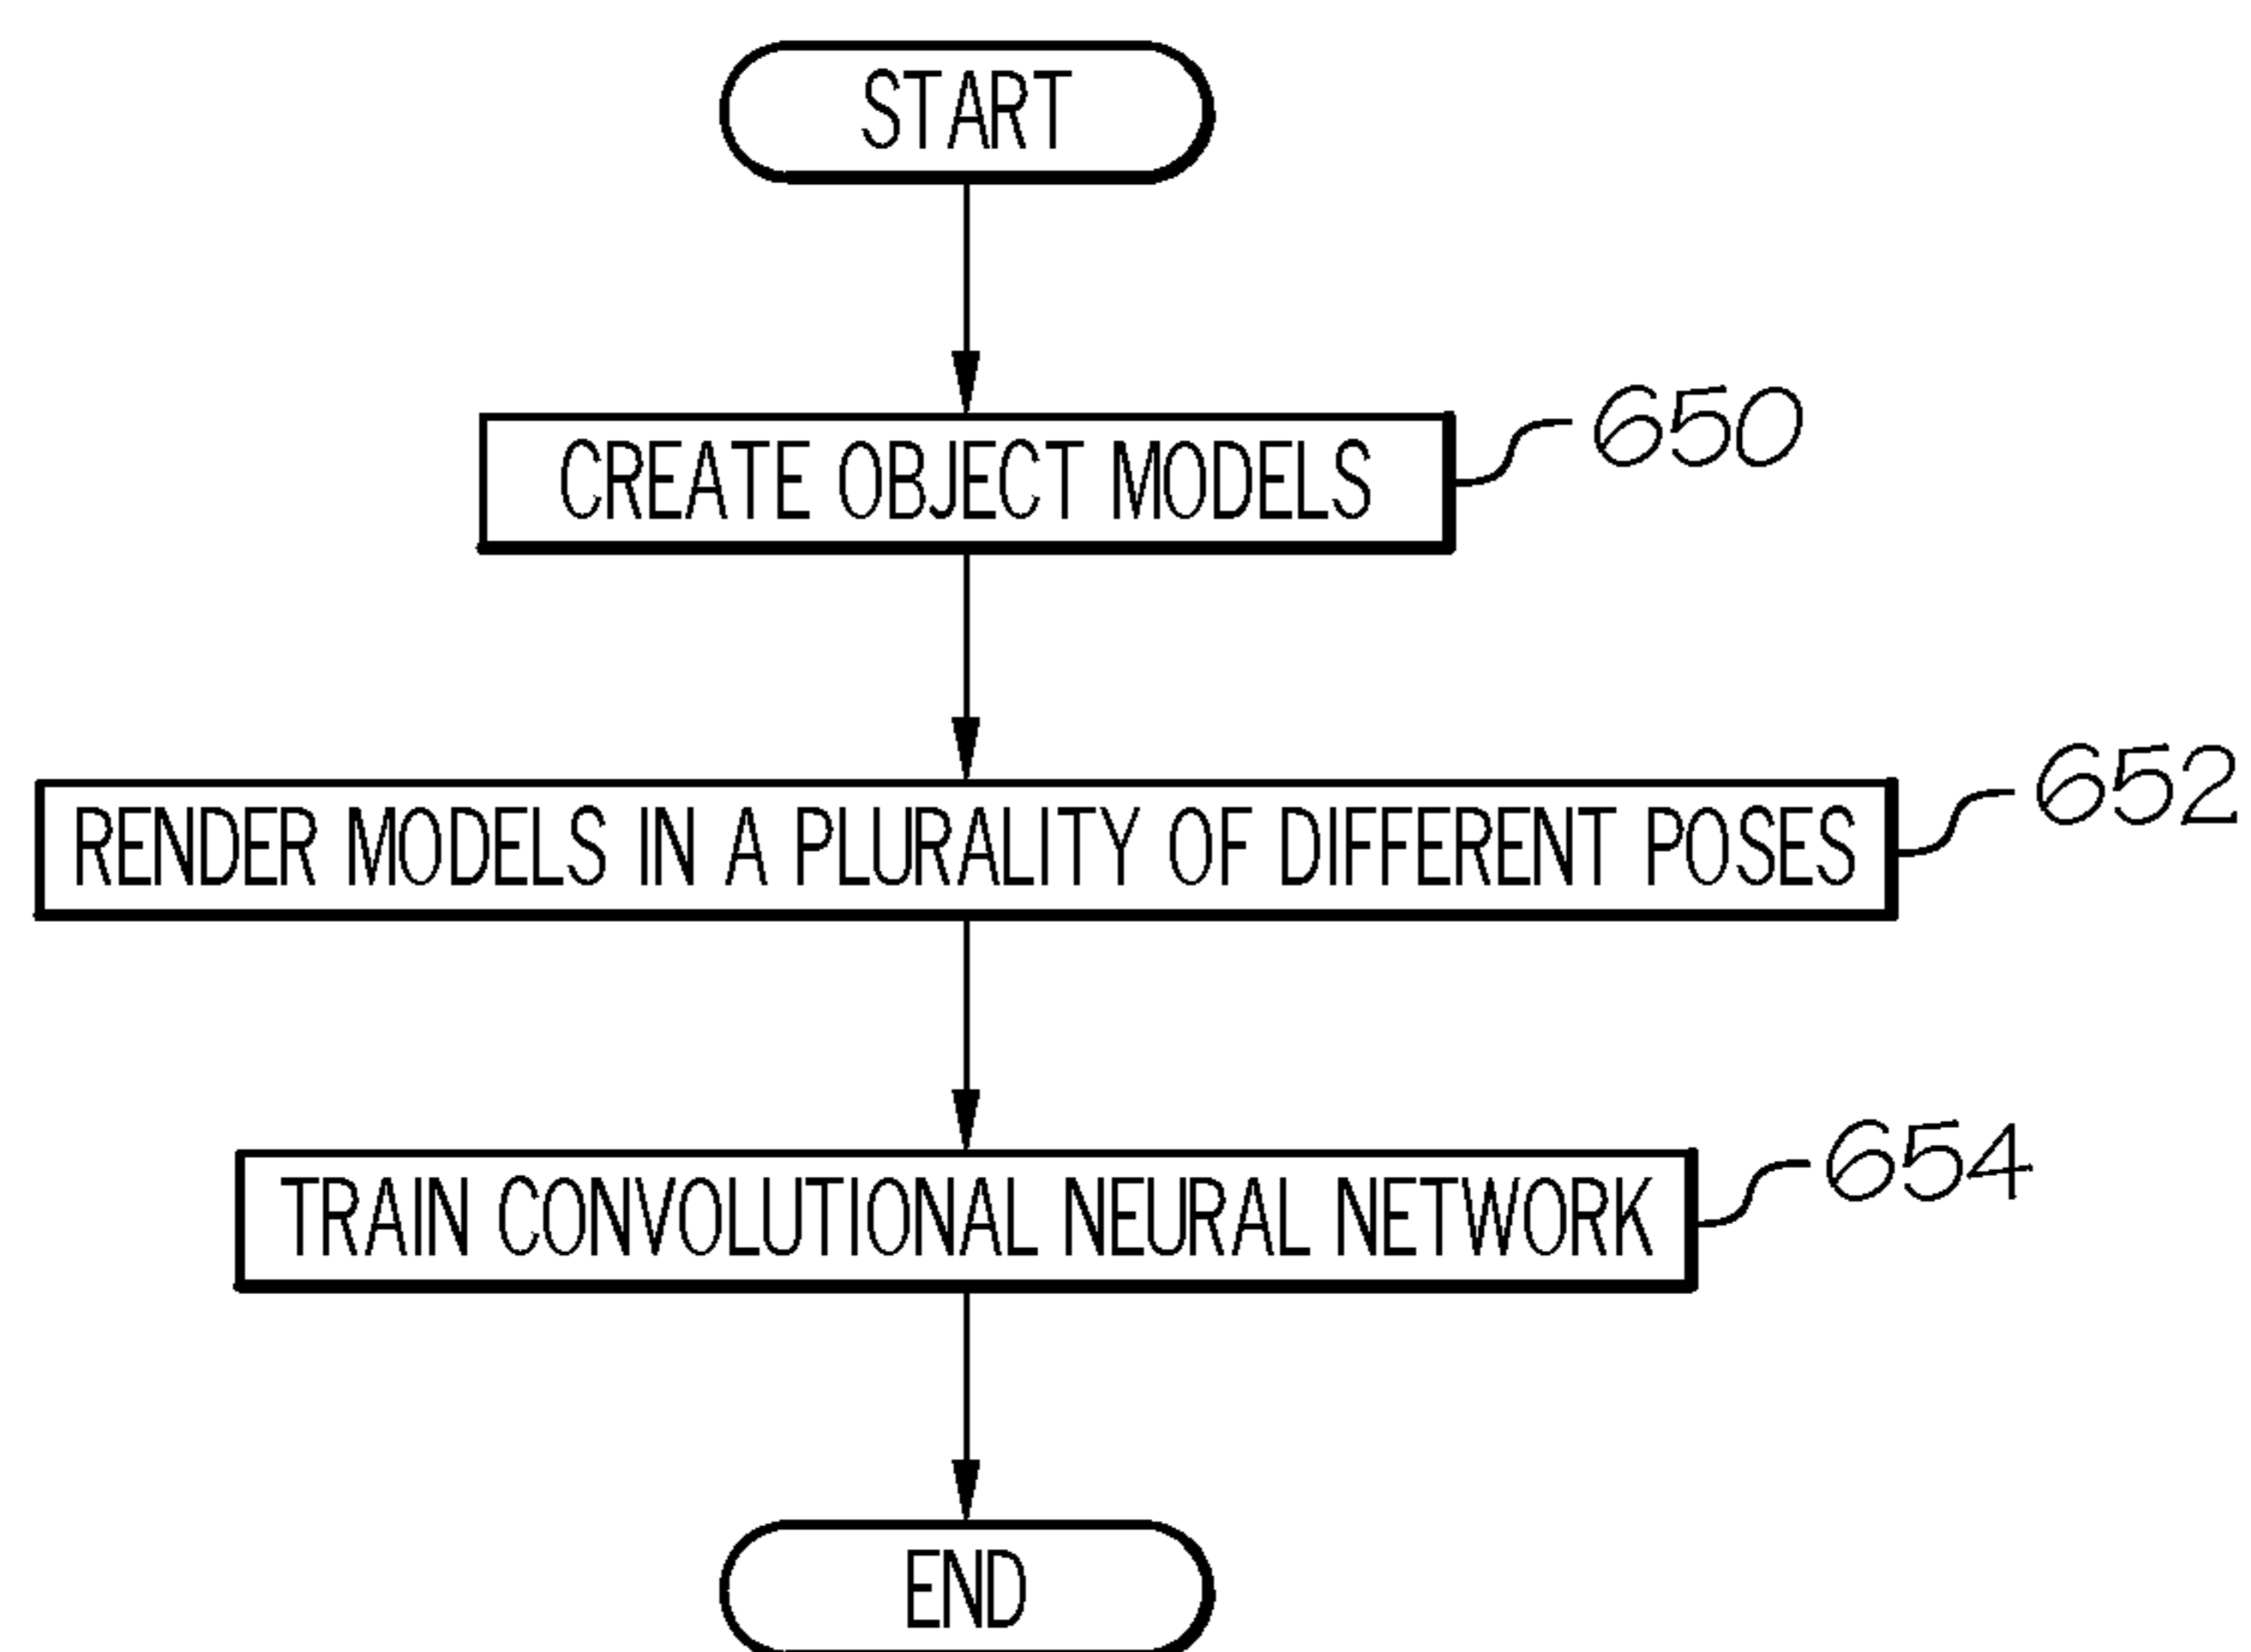 START
CREATE OBJECT MODELS
650
RENDER MODELS IN A PLURALITY OF DIFFERENT POSES
652
TRAIN CONVOLUTIONAL NEURAL NETWORK
654
END